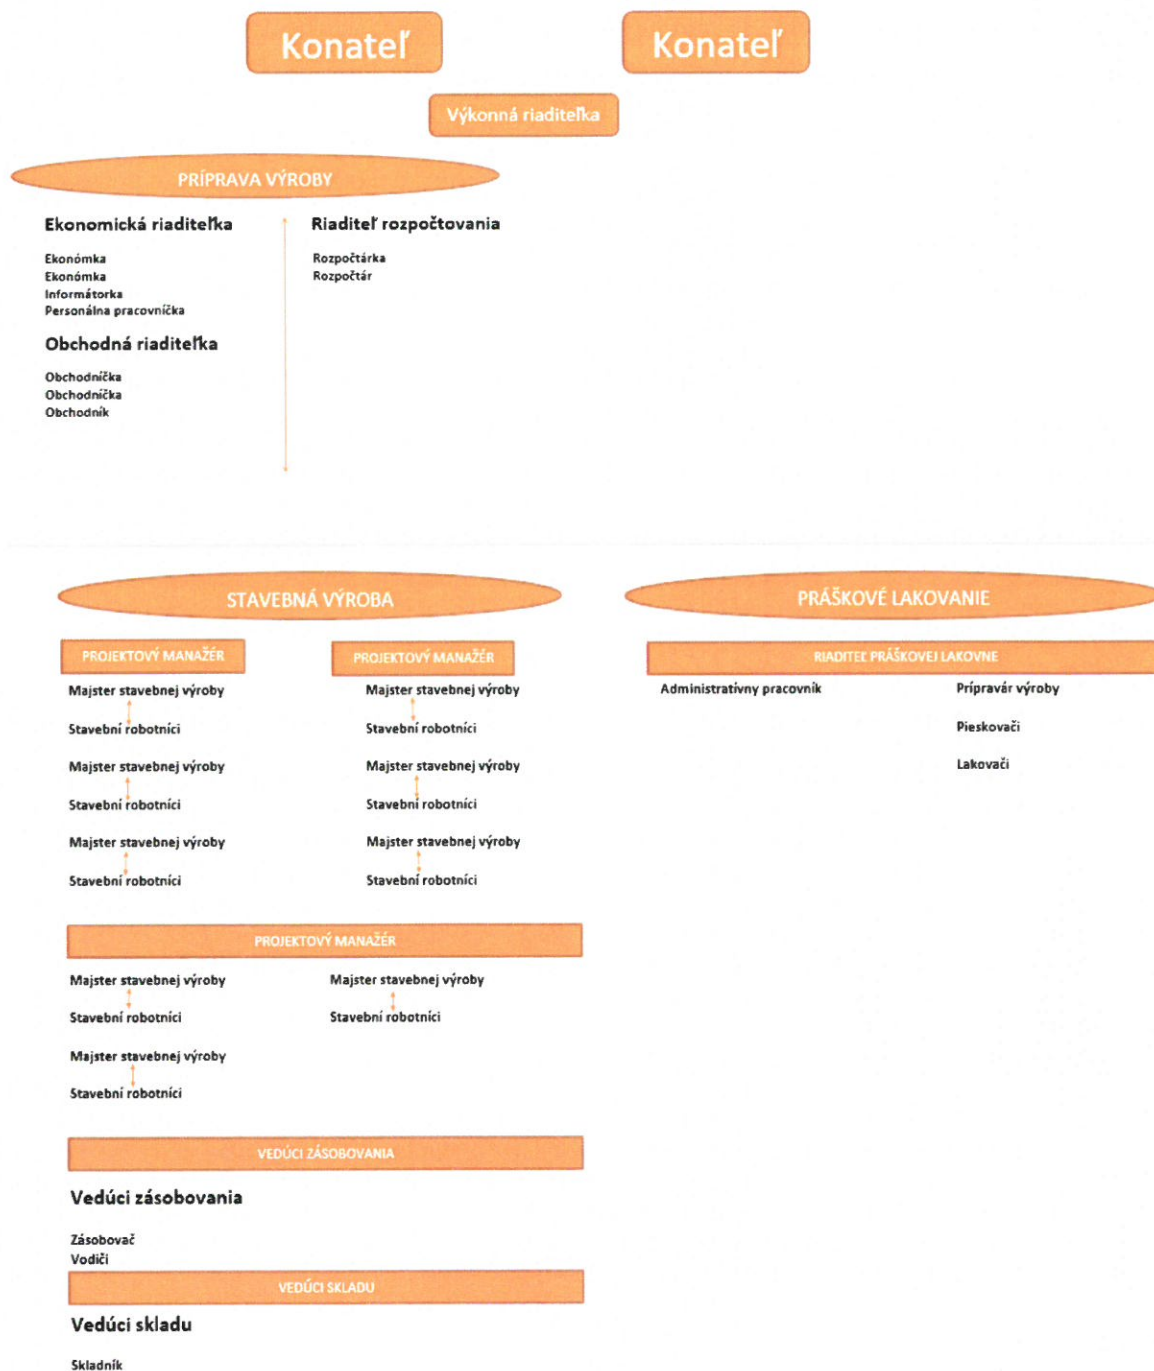 Konateľ
Konateľ
Výkonná riaditeľka
PRÍPRAVA VÝROBY
Ekonomická riaditeľka
Ekonómka
Ekonómka
Informátorka
Personálna pracovníčka
Obchodná riaditeľka
Obchodníčka
Obchodníčka
Obchodník
Riaditeľ rozpočtovania
Rozpočtárka
Rozpočtár
STAVEBNÁ VÝROBA
PROJEKTOVÝ MANAŽÉR
Majster stavebnej výroby
Stavební robotníci
Majster stavebnej výroby
Stavební robotníci
Majster stavebnej výroby
Stavební robotníci
PROJEKTOVÝ MANAŽÉR
Majster stavebnej výroby
Stavební robotníci
Majster stavebnej výroby
Stavební robotníci
Majster stavebnej výroby
Stavební robotníci
PROJEKTOVÝ MANAŽÉR
Majster stavebnej výroby
Stavební robotníci
Majster stavebnej výroby
Stavební robotníci
Majster stavebnej výroby
Stavební robotníci
VEDÚCI ZÁSOBOVANIA
Vedúci zásobovania
Zásobovač
Vodiči
VEDÚCI SKLADU
Vedúci skladu
Skladník
PRÁŠKOVÉ LAKOVANIE
RIADITEĽ PRÁŠKOVEJ LAKOVNE
Administratívny pracovník
Prípravár výroby
Pieskovači
Lakovači